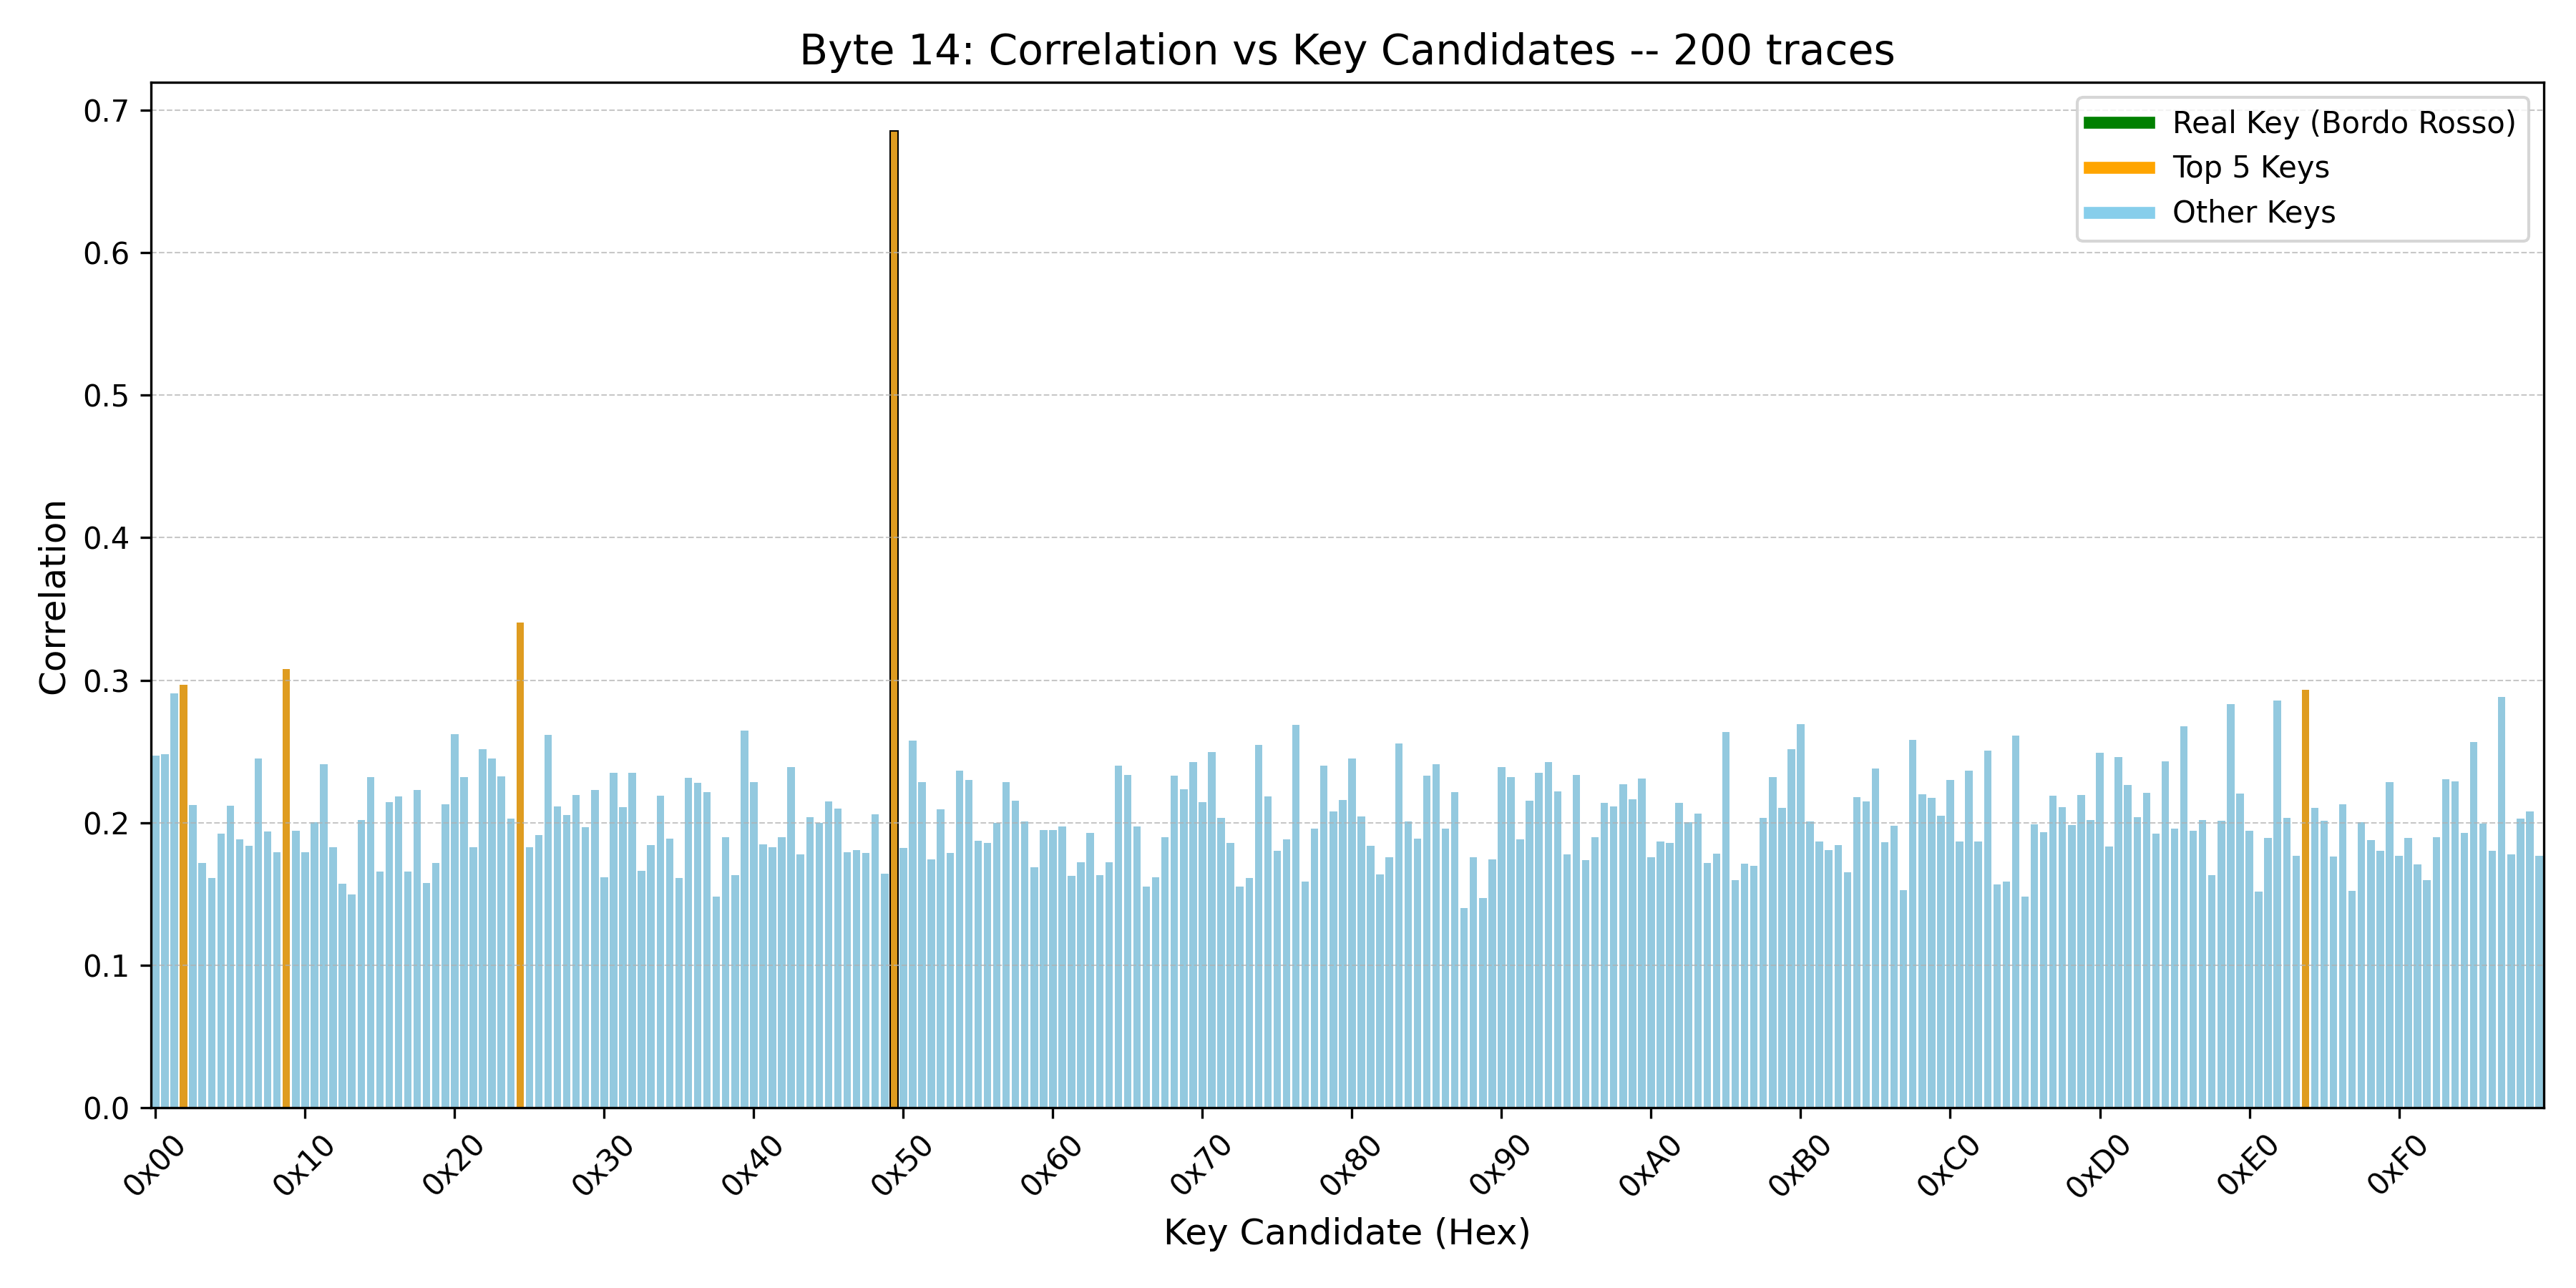 Byte 14: Correlation vs Key Candidates -- 200 traces
0.7
0.6
0.5
0.4
0.3
0.2
0.1
0.0
Correlation
Real Key (Bordo Rosso)
Top 5 Keys
Other Keys
0x00 0x10 0x20 0x30 0x40 0x50 0x60 0x70 0x80 0x90 0xA0 0xB0 0xC0 0xD0 0xE0 0xF0
Key Candidate (Hex)